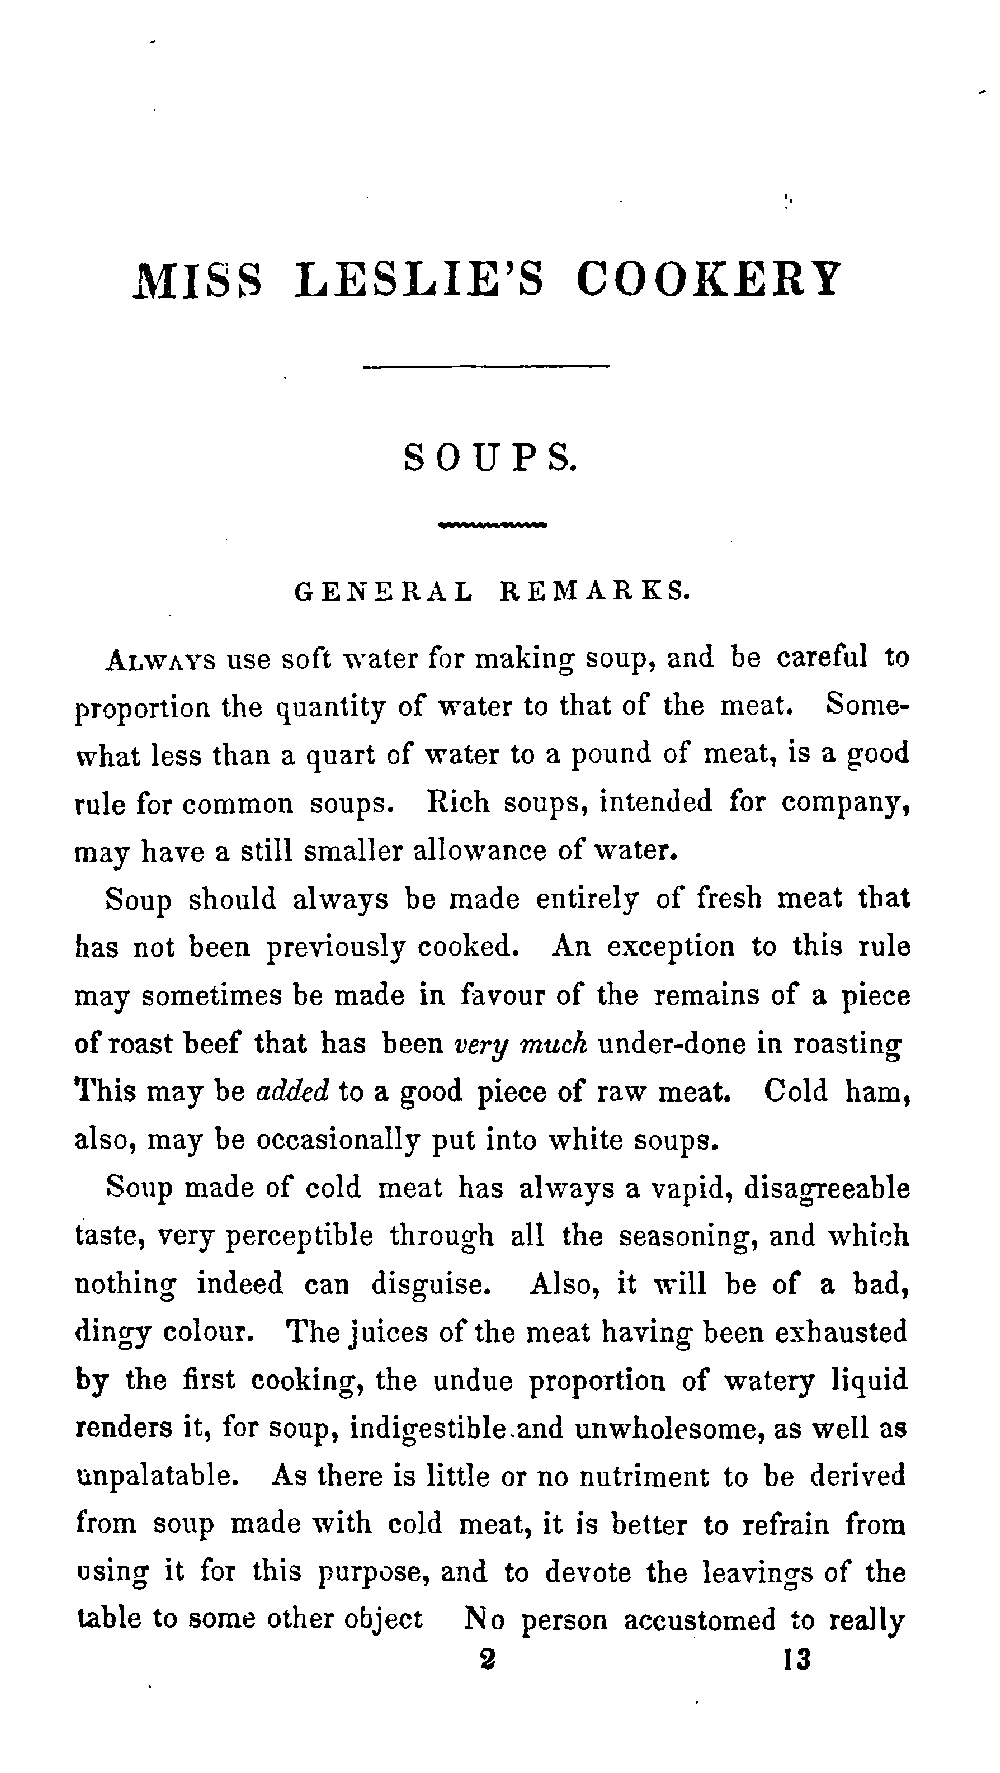 MISS LESLIE'S COOKERY
SOUPS.
GENERAL REMARKS.
ALWAYS use soft water for making soup, and be careful to
proportion the quantity of water to that of the meat. Some-
what less than a quart of water to a pound of meat, is a good
rule for common soups. Rich soups, intended for company,
may have a still smaller allowance of water.
Soup should always be made entirely of fresh meat that
has not been previously cooked. An exception to this rule
may sometimes be made in favour of the remains of a piece
of roast beef that has been very much under-done in roasting
This may be added to a good piece of raw meat. Cold ham,
also, may be occasionally put into white soups.
Soup made of cold meat has always a vapid, disagreeable
taste, very perceptible through all the seasoning, and which
nothing indeed can disguise. Also, it will be of a bad,
dingy colour. The juices of the meat having been exhausted
by the first cooking, the undue proportion of watery liquid
renders it, for soup, indigestible and unwholesome, as well as
unpalatable. As there is little or no nutriment to be derived
from soup made with cold meat, it is better to refrain from
using it for this purpose, and to devote the leavings of the
table to some other object No person accustomed to really
2 13